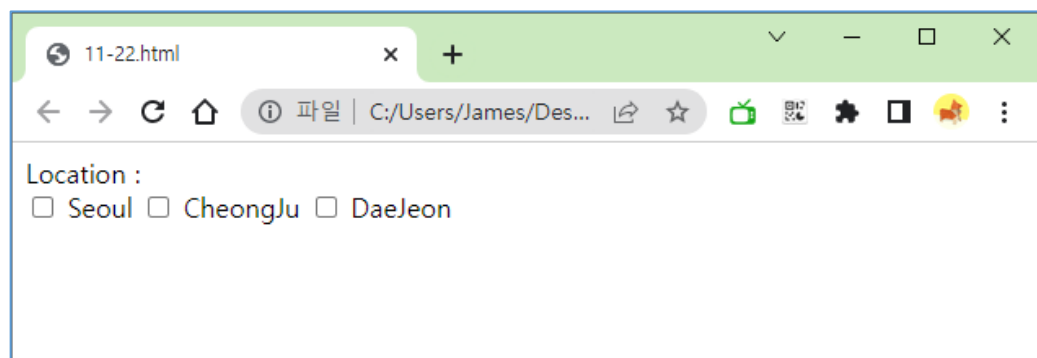 11-22.html
파일 C:/Users/James/Des...
Location :
Seoul CheongJu DaeJeon